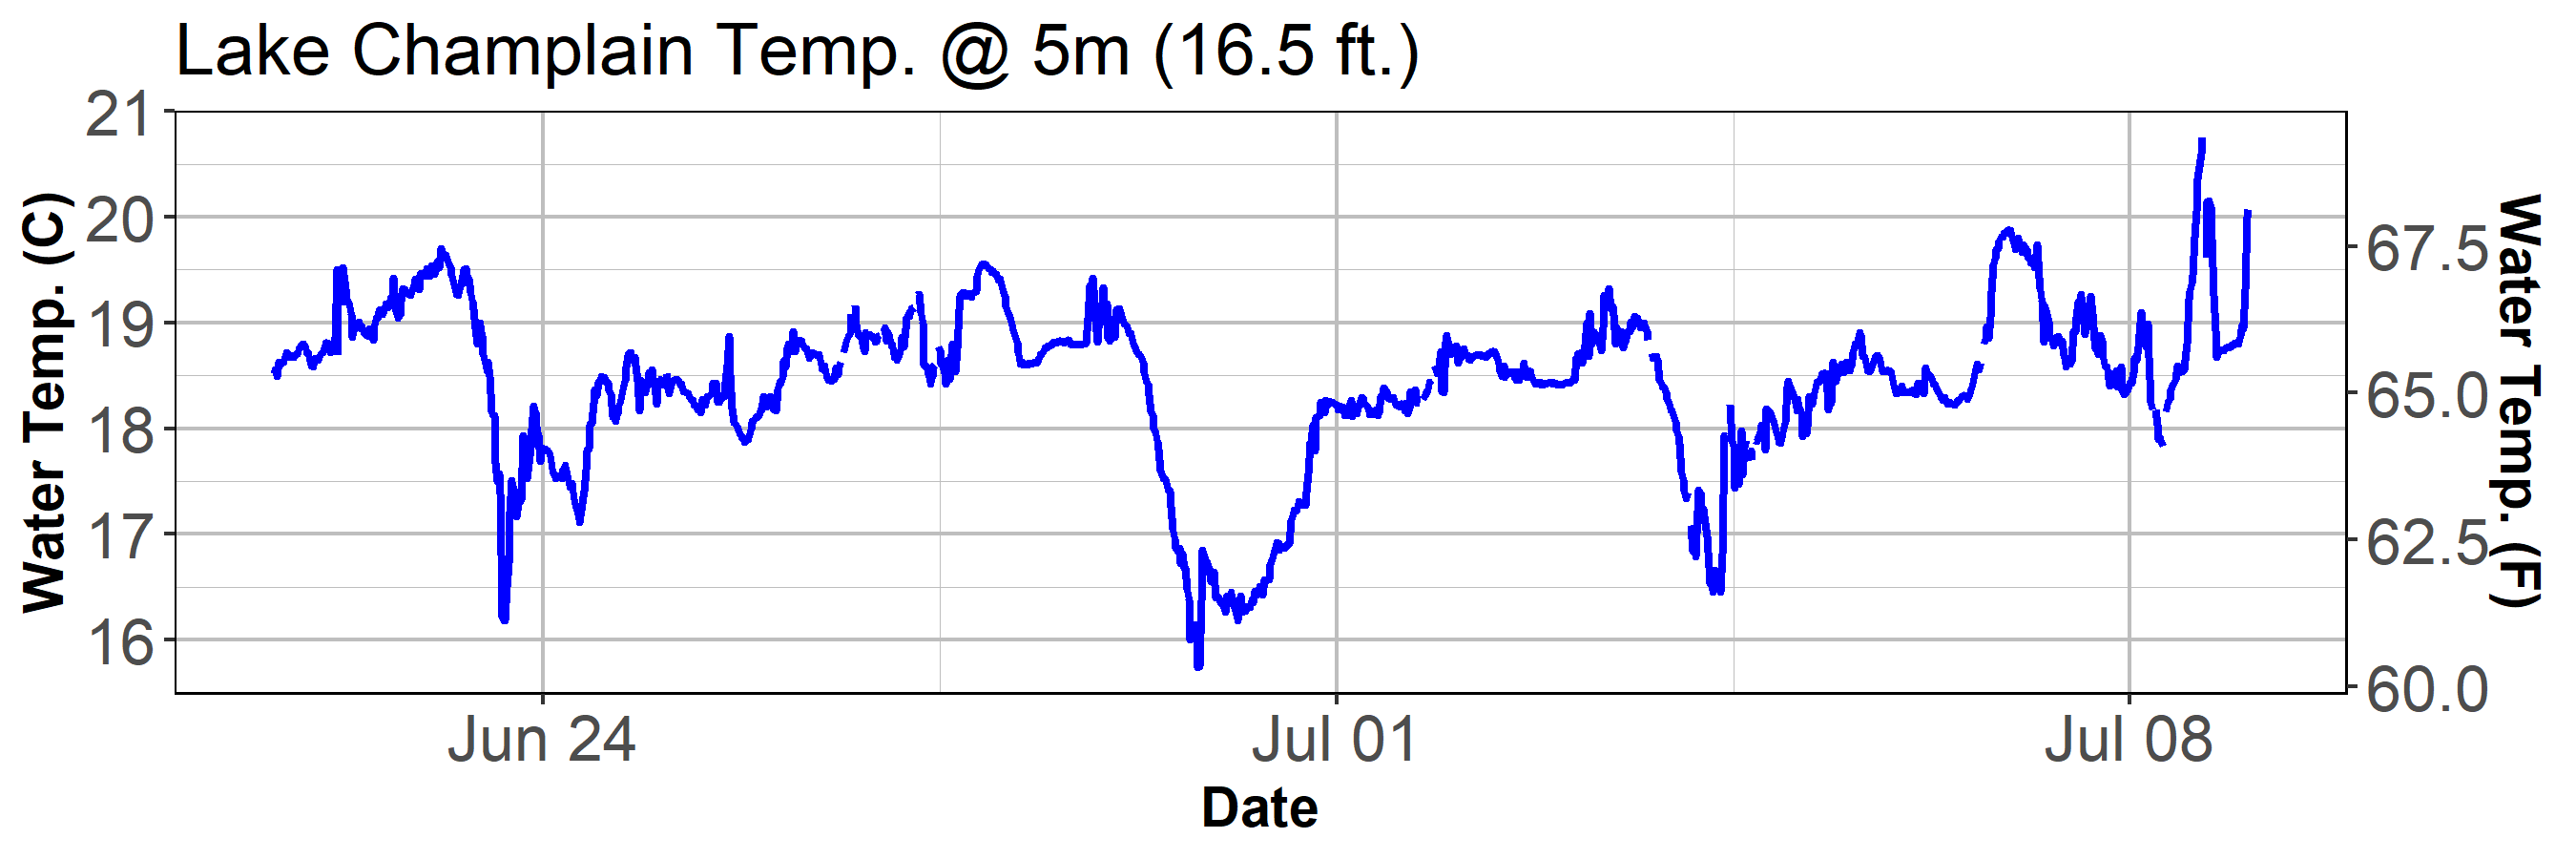 Lake Champlain Temp. @ 5m (16.5 ft.)
Water Temp. (C)
21
20
19
18
17
16
67.5
65.0
62.5
60.0
Water Temp. (F)
Jun 24
Jul 01
Jul 08
Date